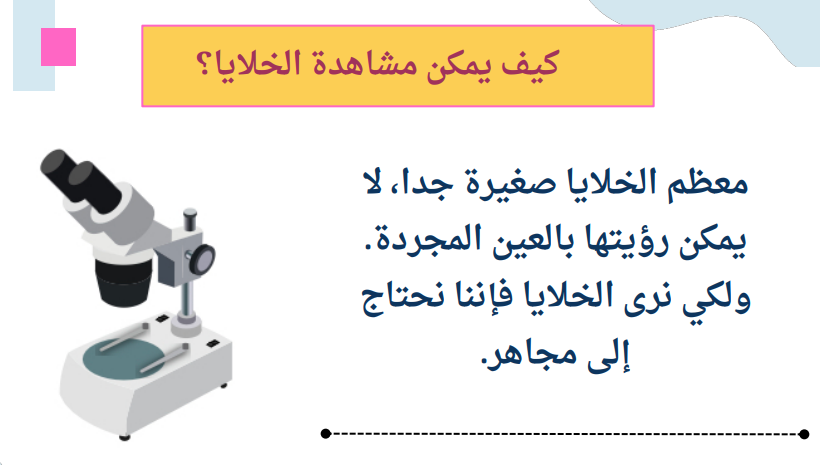 كيف يمكن مشاهدة الخلايا؟
معظم الخلايا صغيرة جدا، لا
يمكن رؤيتها بالعين المجردة.
ولكي نرى الخلايا فإننا نحتاج
إلى مجاهر.